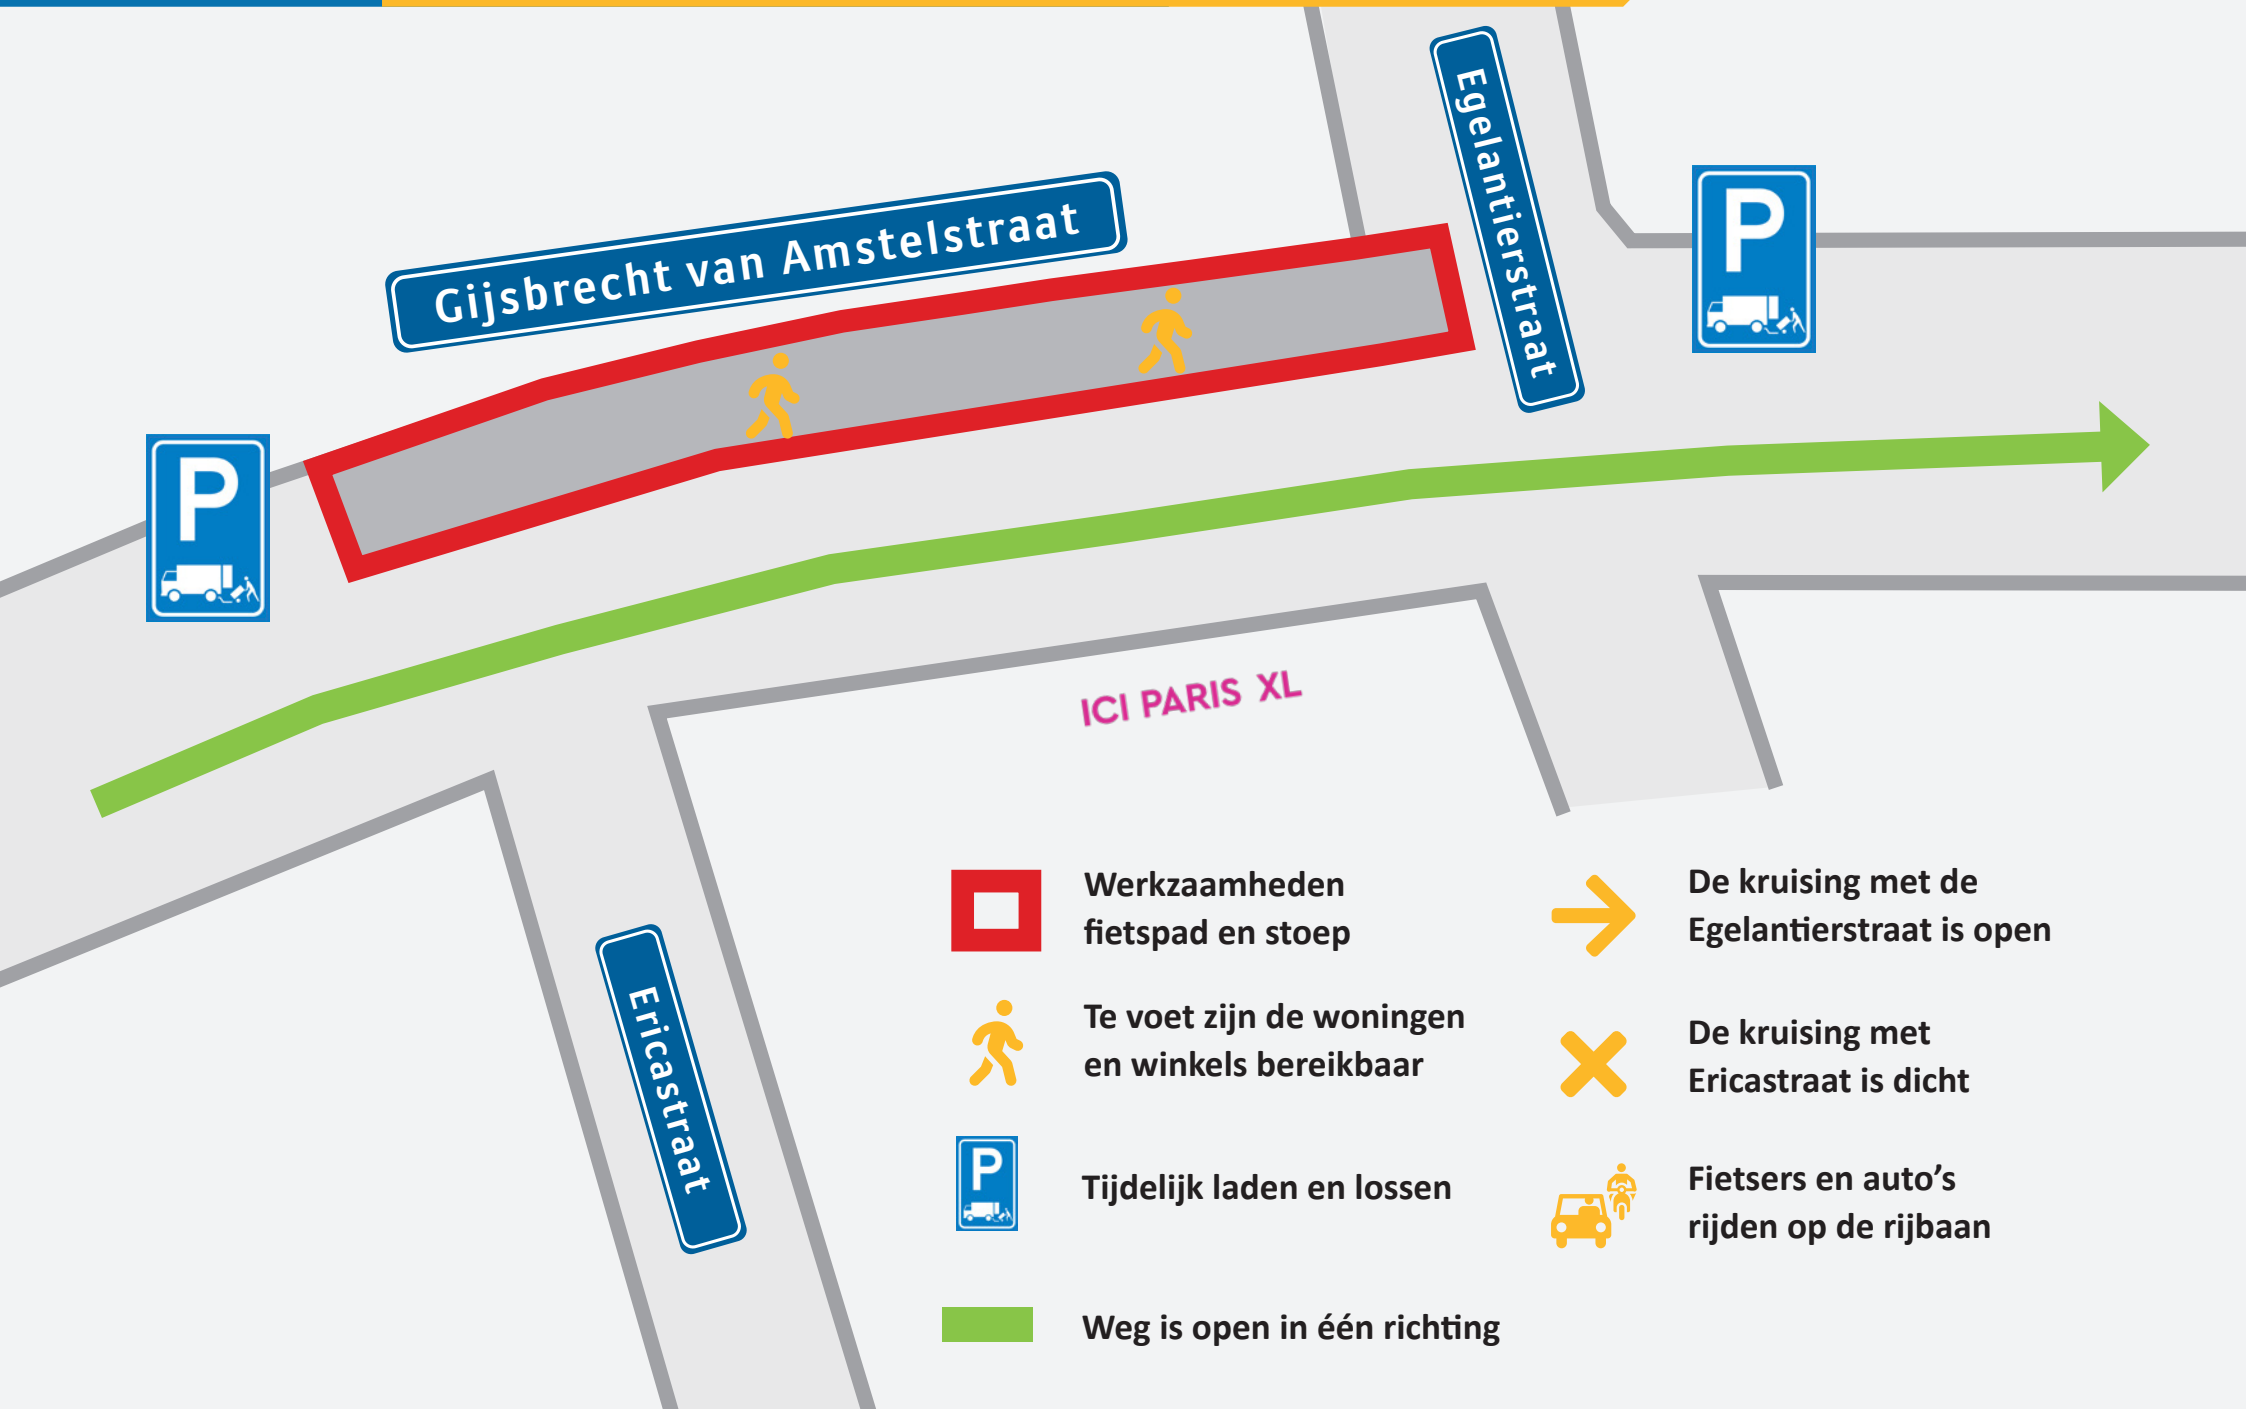 Egelantierstraat
Gijsbrecht van Amstelstraat
P
P
ICI PARIS XL
Ericastraat
Werkzaamheden
fietspad en stoep
Te voet zijn de woningen
en winkels bereikbaar
P
Tijdelijk laden en lossen
Weg is open in één richting
De kruising met de
Egelantierstraat is open
De kruising met
Ericastraat is dicht
Fietsers en auto’s
rijden op de rijbaan